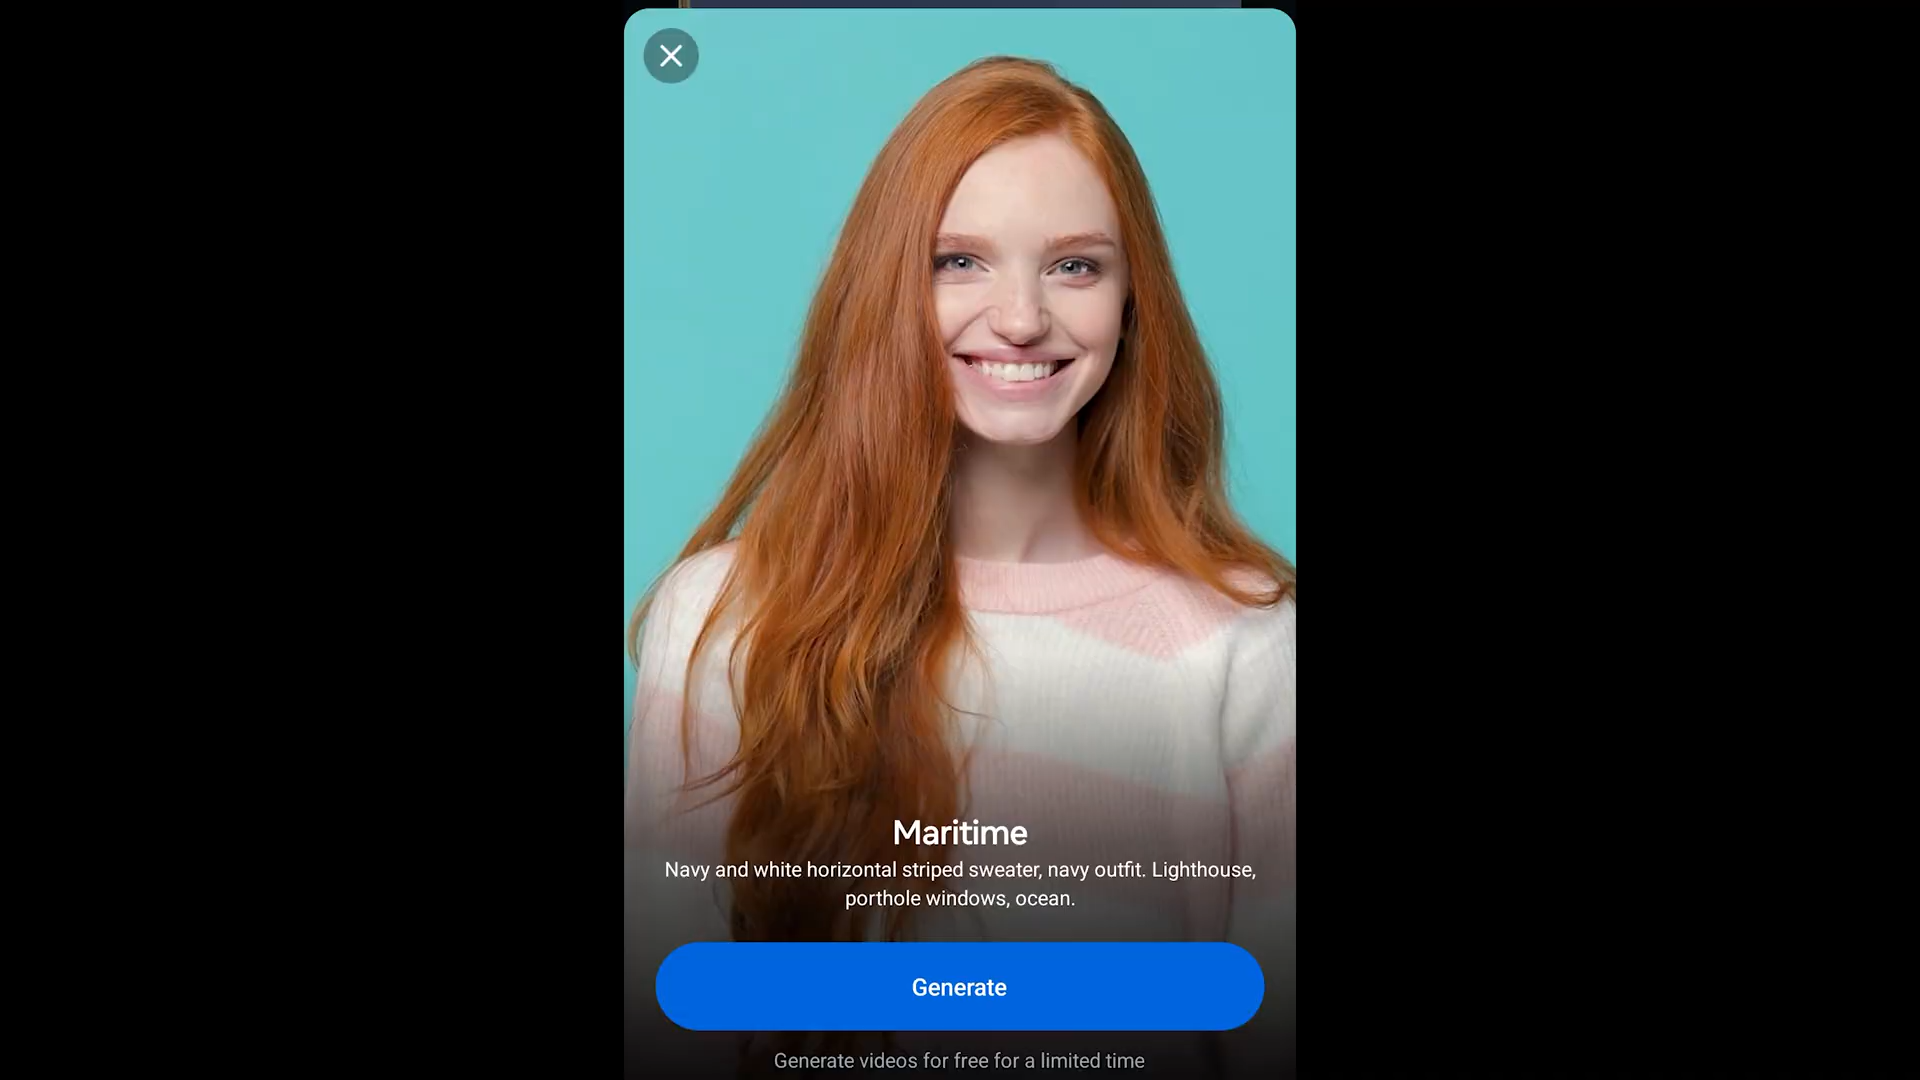 Maritime
Navy and white horizontal striped sweater, navy outfit. Lighthouse,
porthole windows, ocean.
Generate
Generate videos for free for a limited time